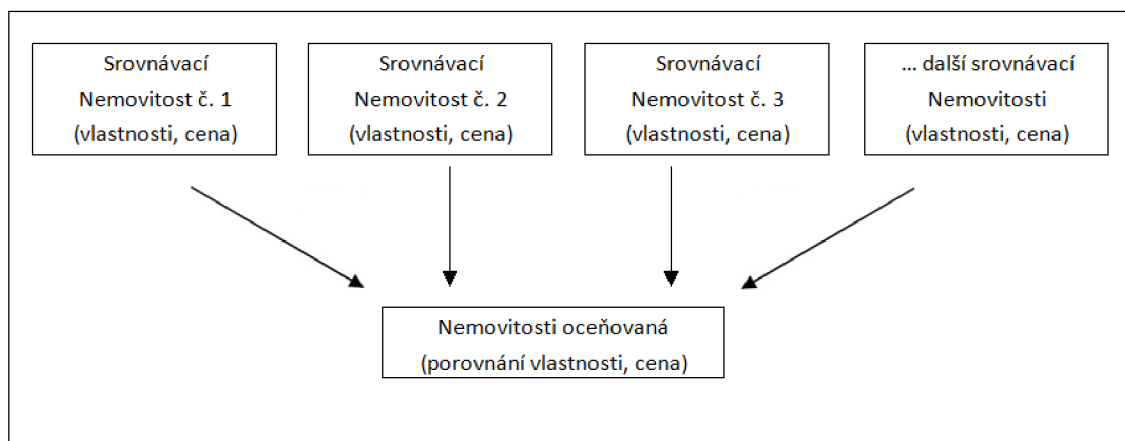 Srovnávací
Nemovitost č. 1
(vlastnosti, cena)
Srovnávací
Nemovitost č. 2
(vlastnosti, cena)
Srovnávací
Nemovitost č. 3
(vlastnosti, cena)
... další srovnávací
Nemovitosti
(vlastnosti, cena)
Nemovitosti oceňovaná
(porovnání vlastnosti, cena)